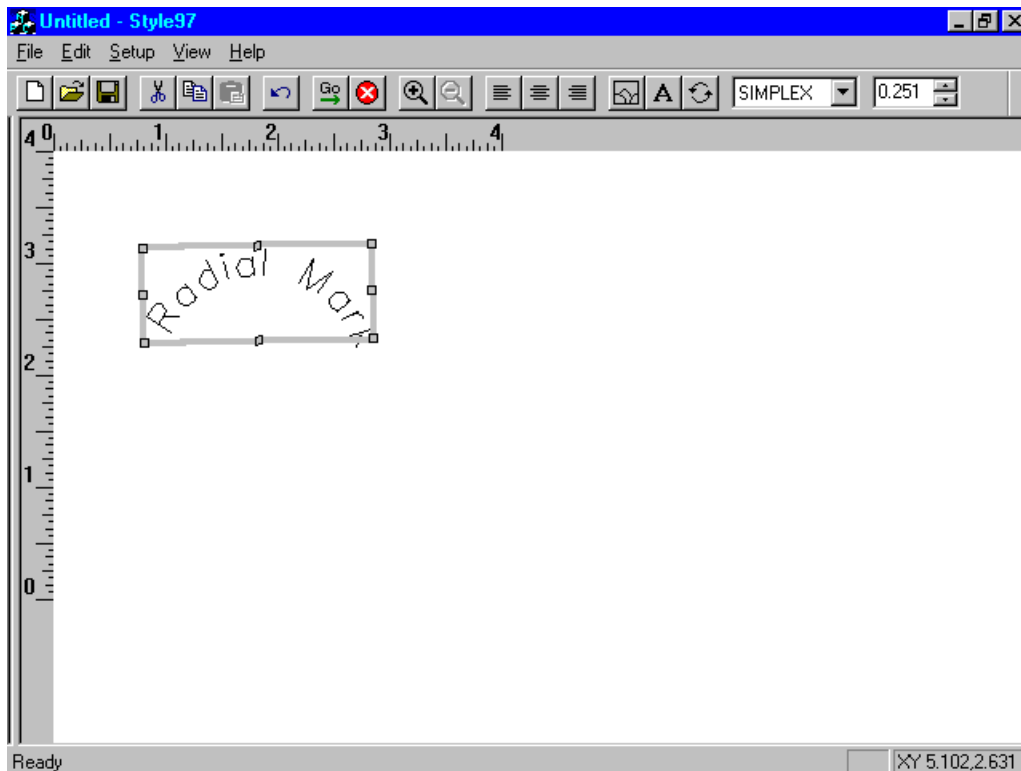 Untitled - Style97
File Edit Setup View Help
Go A SIMPLEX 0.251
0 1 2 3 4
4
3
2
1
0
Radial Mark
Ready XY 5.102,2.631